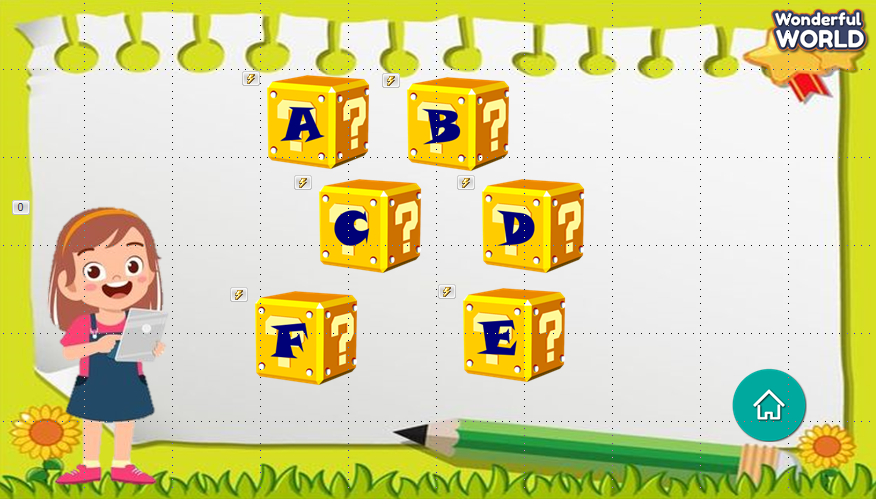 Wonderful
WORLD
A ? B ?
C ? D ?
0
F ? E ?